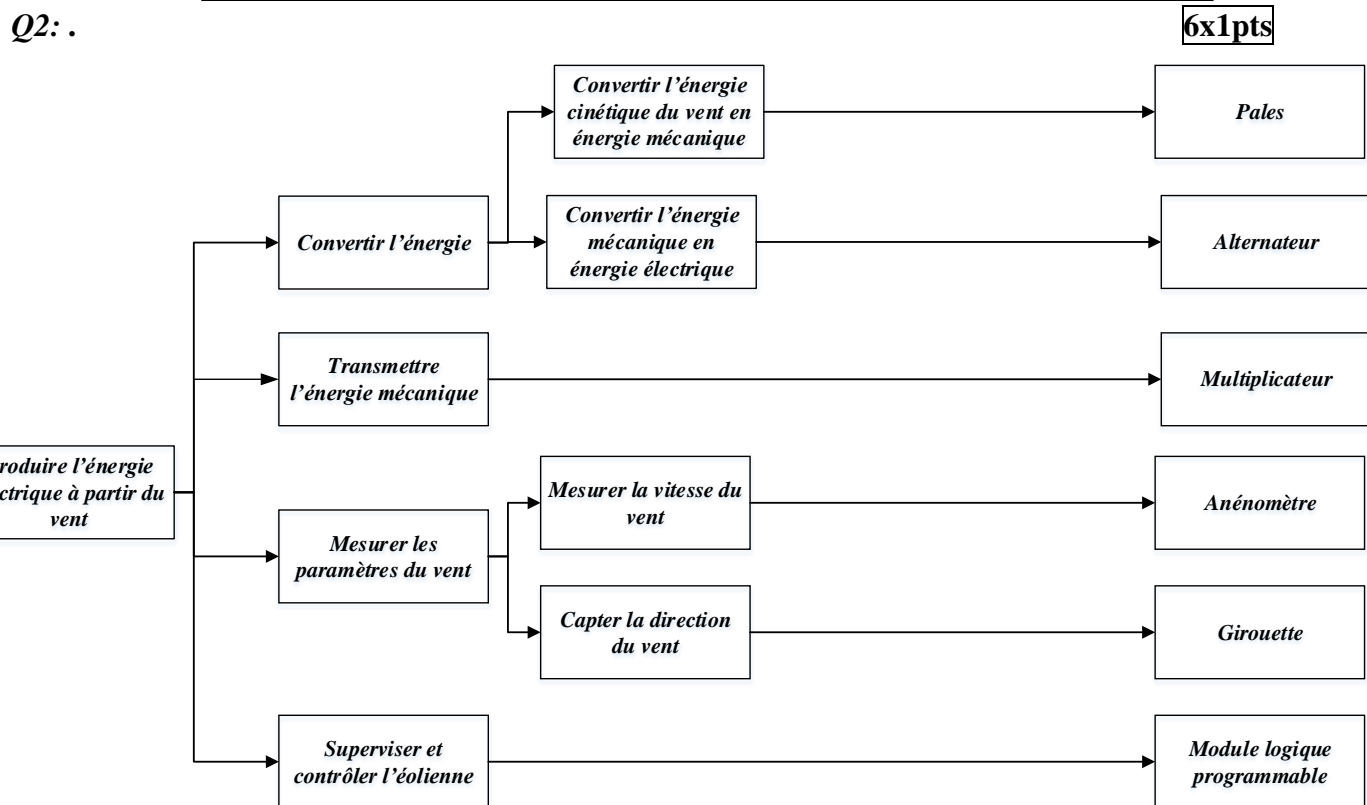 Q2: .
6x1pts
Convertir l’énergie
cinétique du vent en
énergie mécanique
Pales
Convertir l’énergie
Convertir l’énergie
mécanique en
énergie électrique
Alternateur
Transmettre
l’énergie mécanique
Multiplicateur
roduire l’énergie
ctrique à partir du
vent
Mesurer les
paramètres du vent
Mesurer la vitesse du
vent
Anénomètre
Capter la direction
du vent
Girouette
Superviser et
contrôler l’éolienne
Module logique
programmable